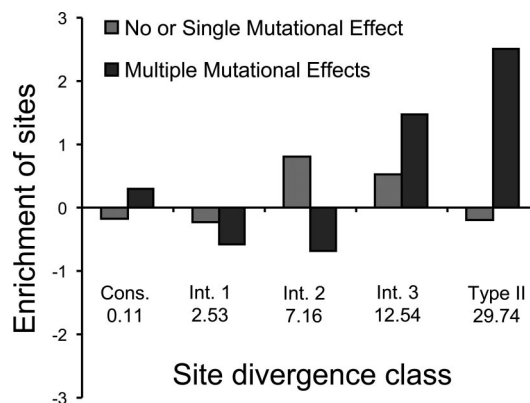 3
No or Single Mutational Effect
2
Multiple Mutational Effects
1
0
-1
-2
-3
Enrichment of sites
Cons. Int. 1 Int. 2 Int. 3 Type II
0.11 2.53 7.16 12.54 29.74
Site divergence class